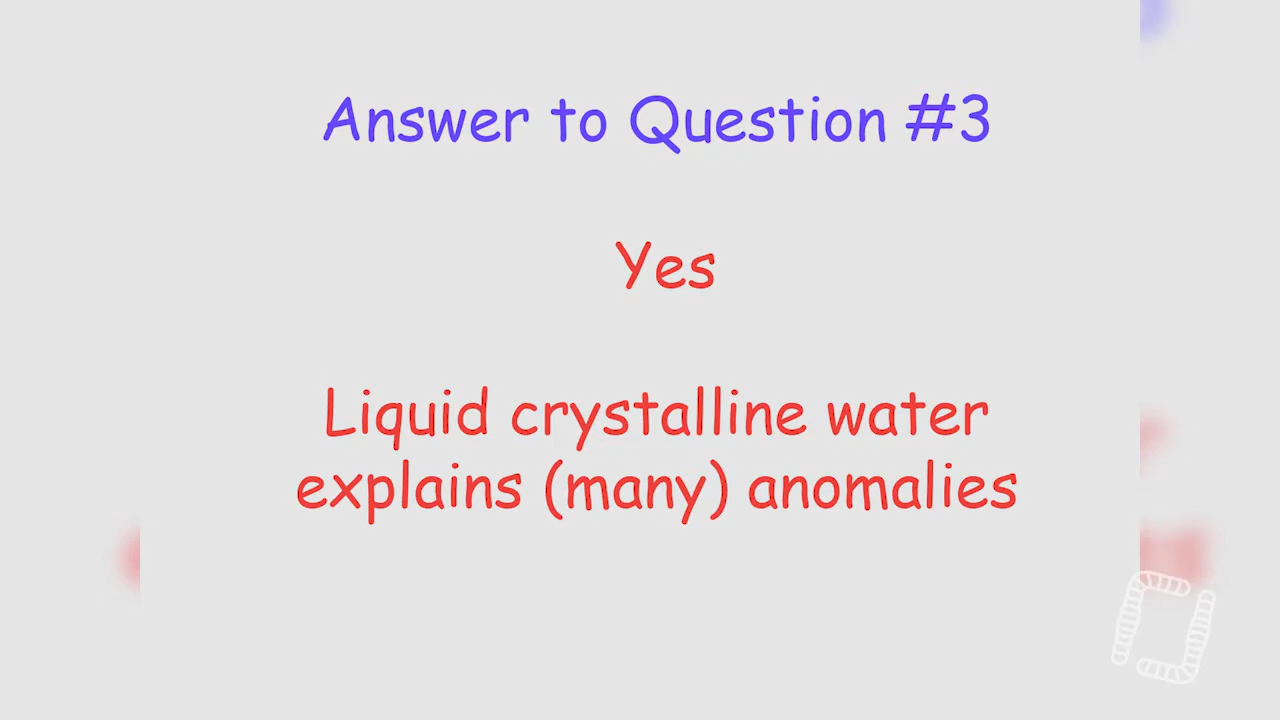 Answer to Question #3
Yes
Liquid crystalline water
explains (many) anomalies